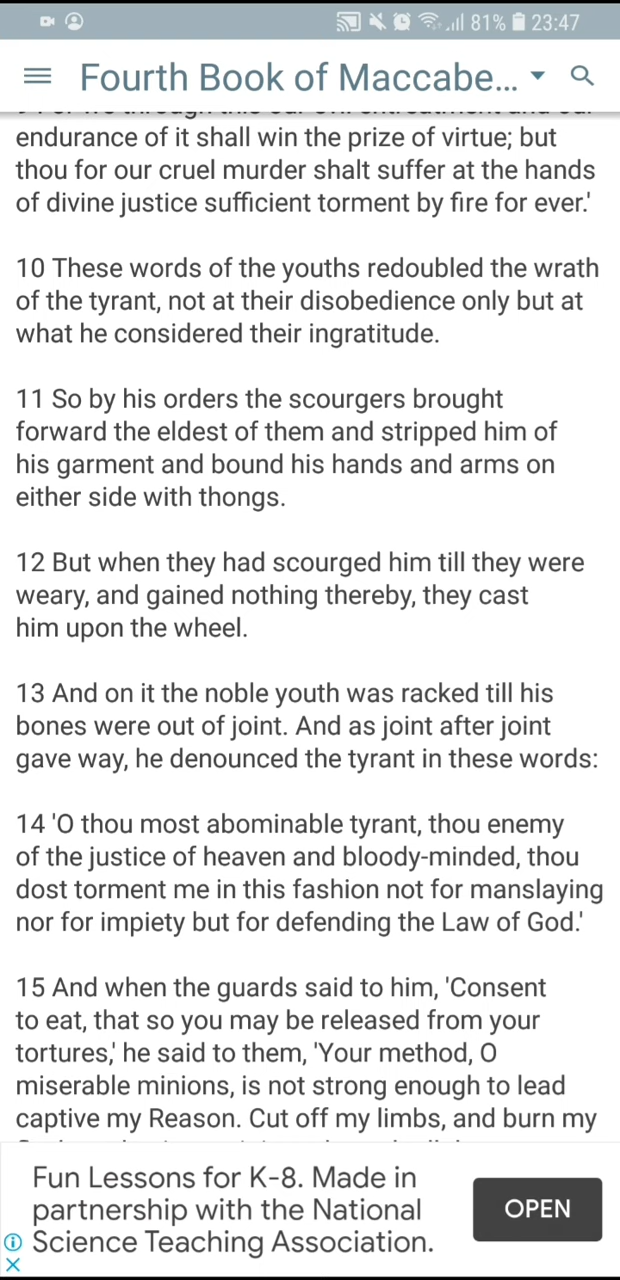 81% 23:47
Fourth Book of Maccabe...
endurance of it shall win the prize of virtue; but
thou for our cruel murder shalt suffer at the hands
of divine justice sufficient torment by fire for ever.'
10 These words of the youths redoubled the wrath
of the tyrant, not at their disobedience only but at
what he considered their ingratitude.
11 So by his orders the scourgers brought
forward the eldest of them and stripped him of
his garment and bound his hands and arms on
either side with thongs.
12 But when they had scourged him till they were
weary, and gained nothing thereby, they cast
him upon the wheel.
13 And on it the noble youth was racked till his
bones were out of joint. And as joint after joint
gave way, he denounced the tyrant in these words:
14 'O thou most abominable tyrant, thou enemy
of the justice of heaven and bloody-minded, thou
dost torment me in this fashion not for manslaying
nor for impiety but for defending the Law of God.'
15 And when the guards said to him, 'Consent
to eat, that so you may be released from your
tortures,' he said to them, 'Your method, O
miserable minions, is not strong enough to lead
captive my Reason. Cut off my limbs, and burn my
Fun Lessons for K-8. Made in
partnership with the National
Science Teaching Association.
OPEN